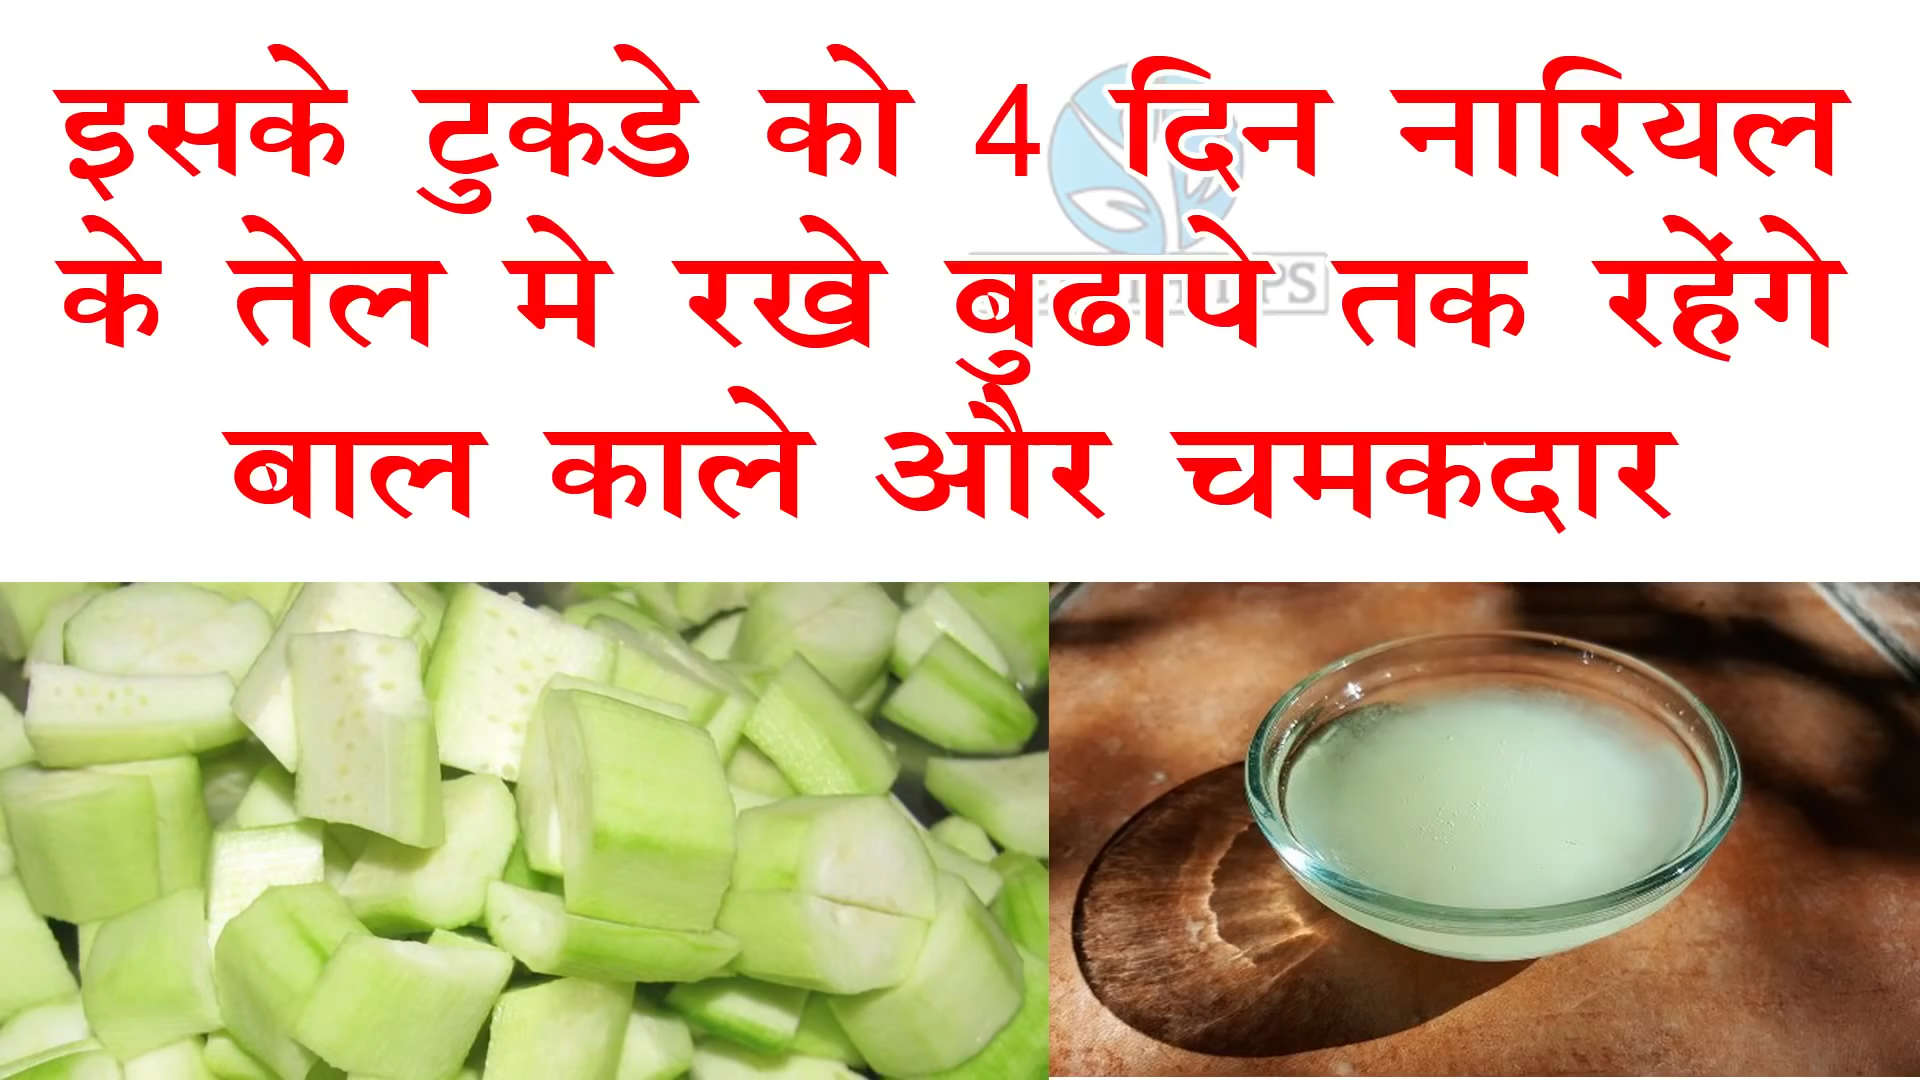 इसके टुकडे को 4 दिन नारियल
के तेल मे रखे बुढापे तक रहेंगे
बाल काले और चमकदार